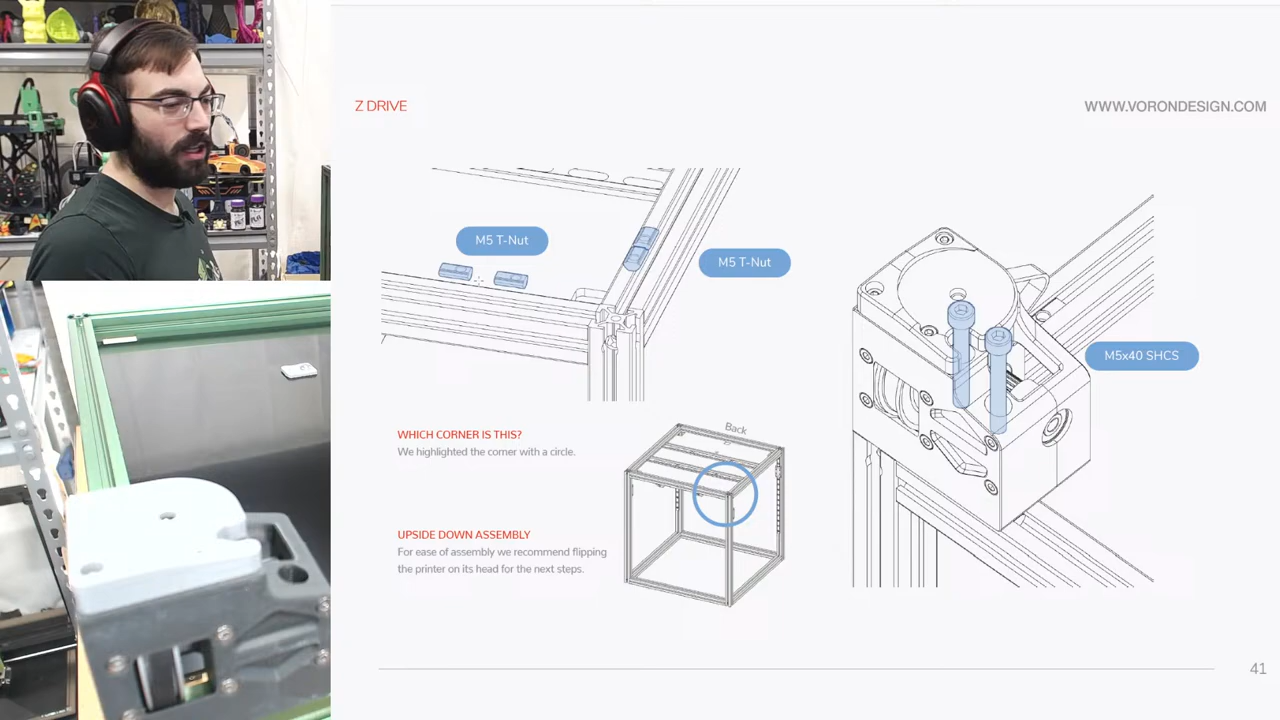 Z DRIVE
WWW.VORONDESIGN.COM
M5 T-Nut
M5 T-Nut
M5x40 SHCS
WHICH CORNER IS THIS?
We highlighted the corner with a circle.
Back
UPSIDE DOWN ASSEMBLY
For ease of assembly we recommend flipping
the printer on its head for the next steps.
41